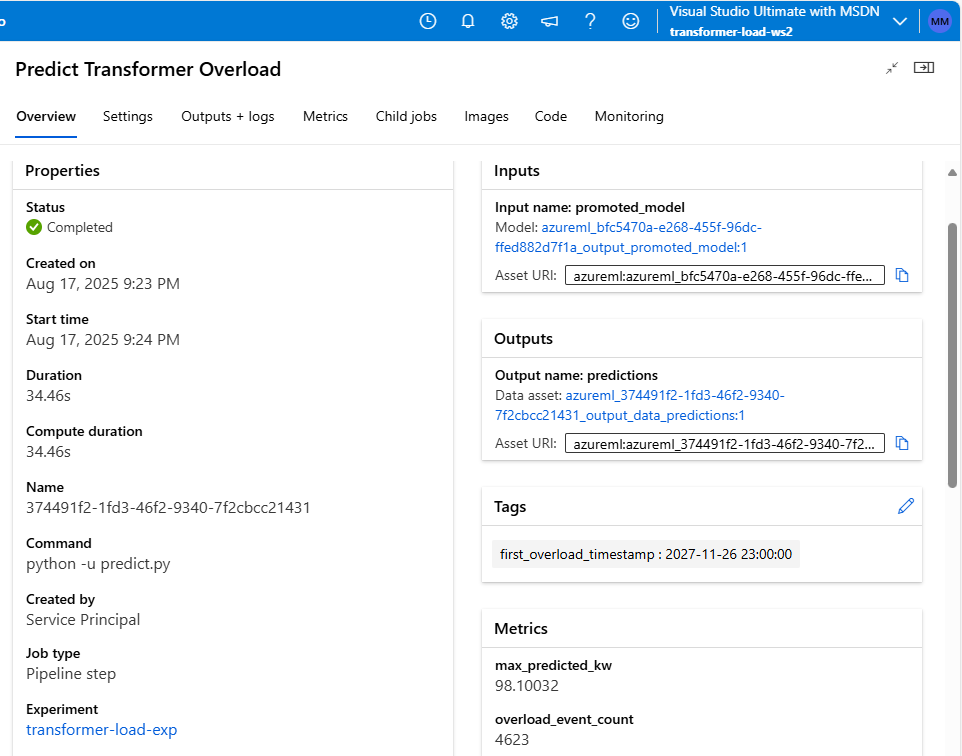 Visual Studio Ultimate with MSDN
transformer-load-ws2
MM
Predict Transformer Overload
Overview Settings Outputs + logs Metrics Child jobs Images Code Monitoring
Properties
Status
Completed
Created on
Aug 17, 2025 9:23 PM
Start time
Aug 17, 2025 9:24 PM
Duration
34.46s
Compute duration
34.46s
Name
374491f2-1fd3-46f2-9340-7f2cbcc21431
Command
python -u predict.py
Created by
Service Principal
Job type
Pipeline step
Experiment
transformer-load-exp
Inputs
Input name: promoted_model
Model: azureml_bfc5470a-e268-455f-96dc-
ffed882d7f1a_output_promoted_model:1
Asset URI: azureml:azureml_bfc5470a-e268-455f-96dc-ffe...
Outputs
Output name: predictions
Data asset: azureml_374491f2-1fd3-46f2-9340-
7f2cbcc21431_output_data_predictions:1
Asset URI: azureml:azureml_374491f2-1fd3-46f2-9340-7f2...
Tags
first_overload_timestamp : 2027-11-26 23:00:00
Metrics
max_predicted_kw
98.10032
overload_event_count
4623